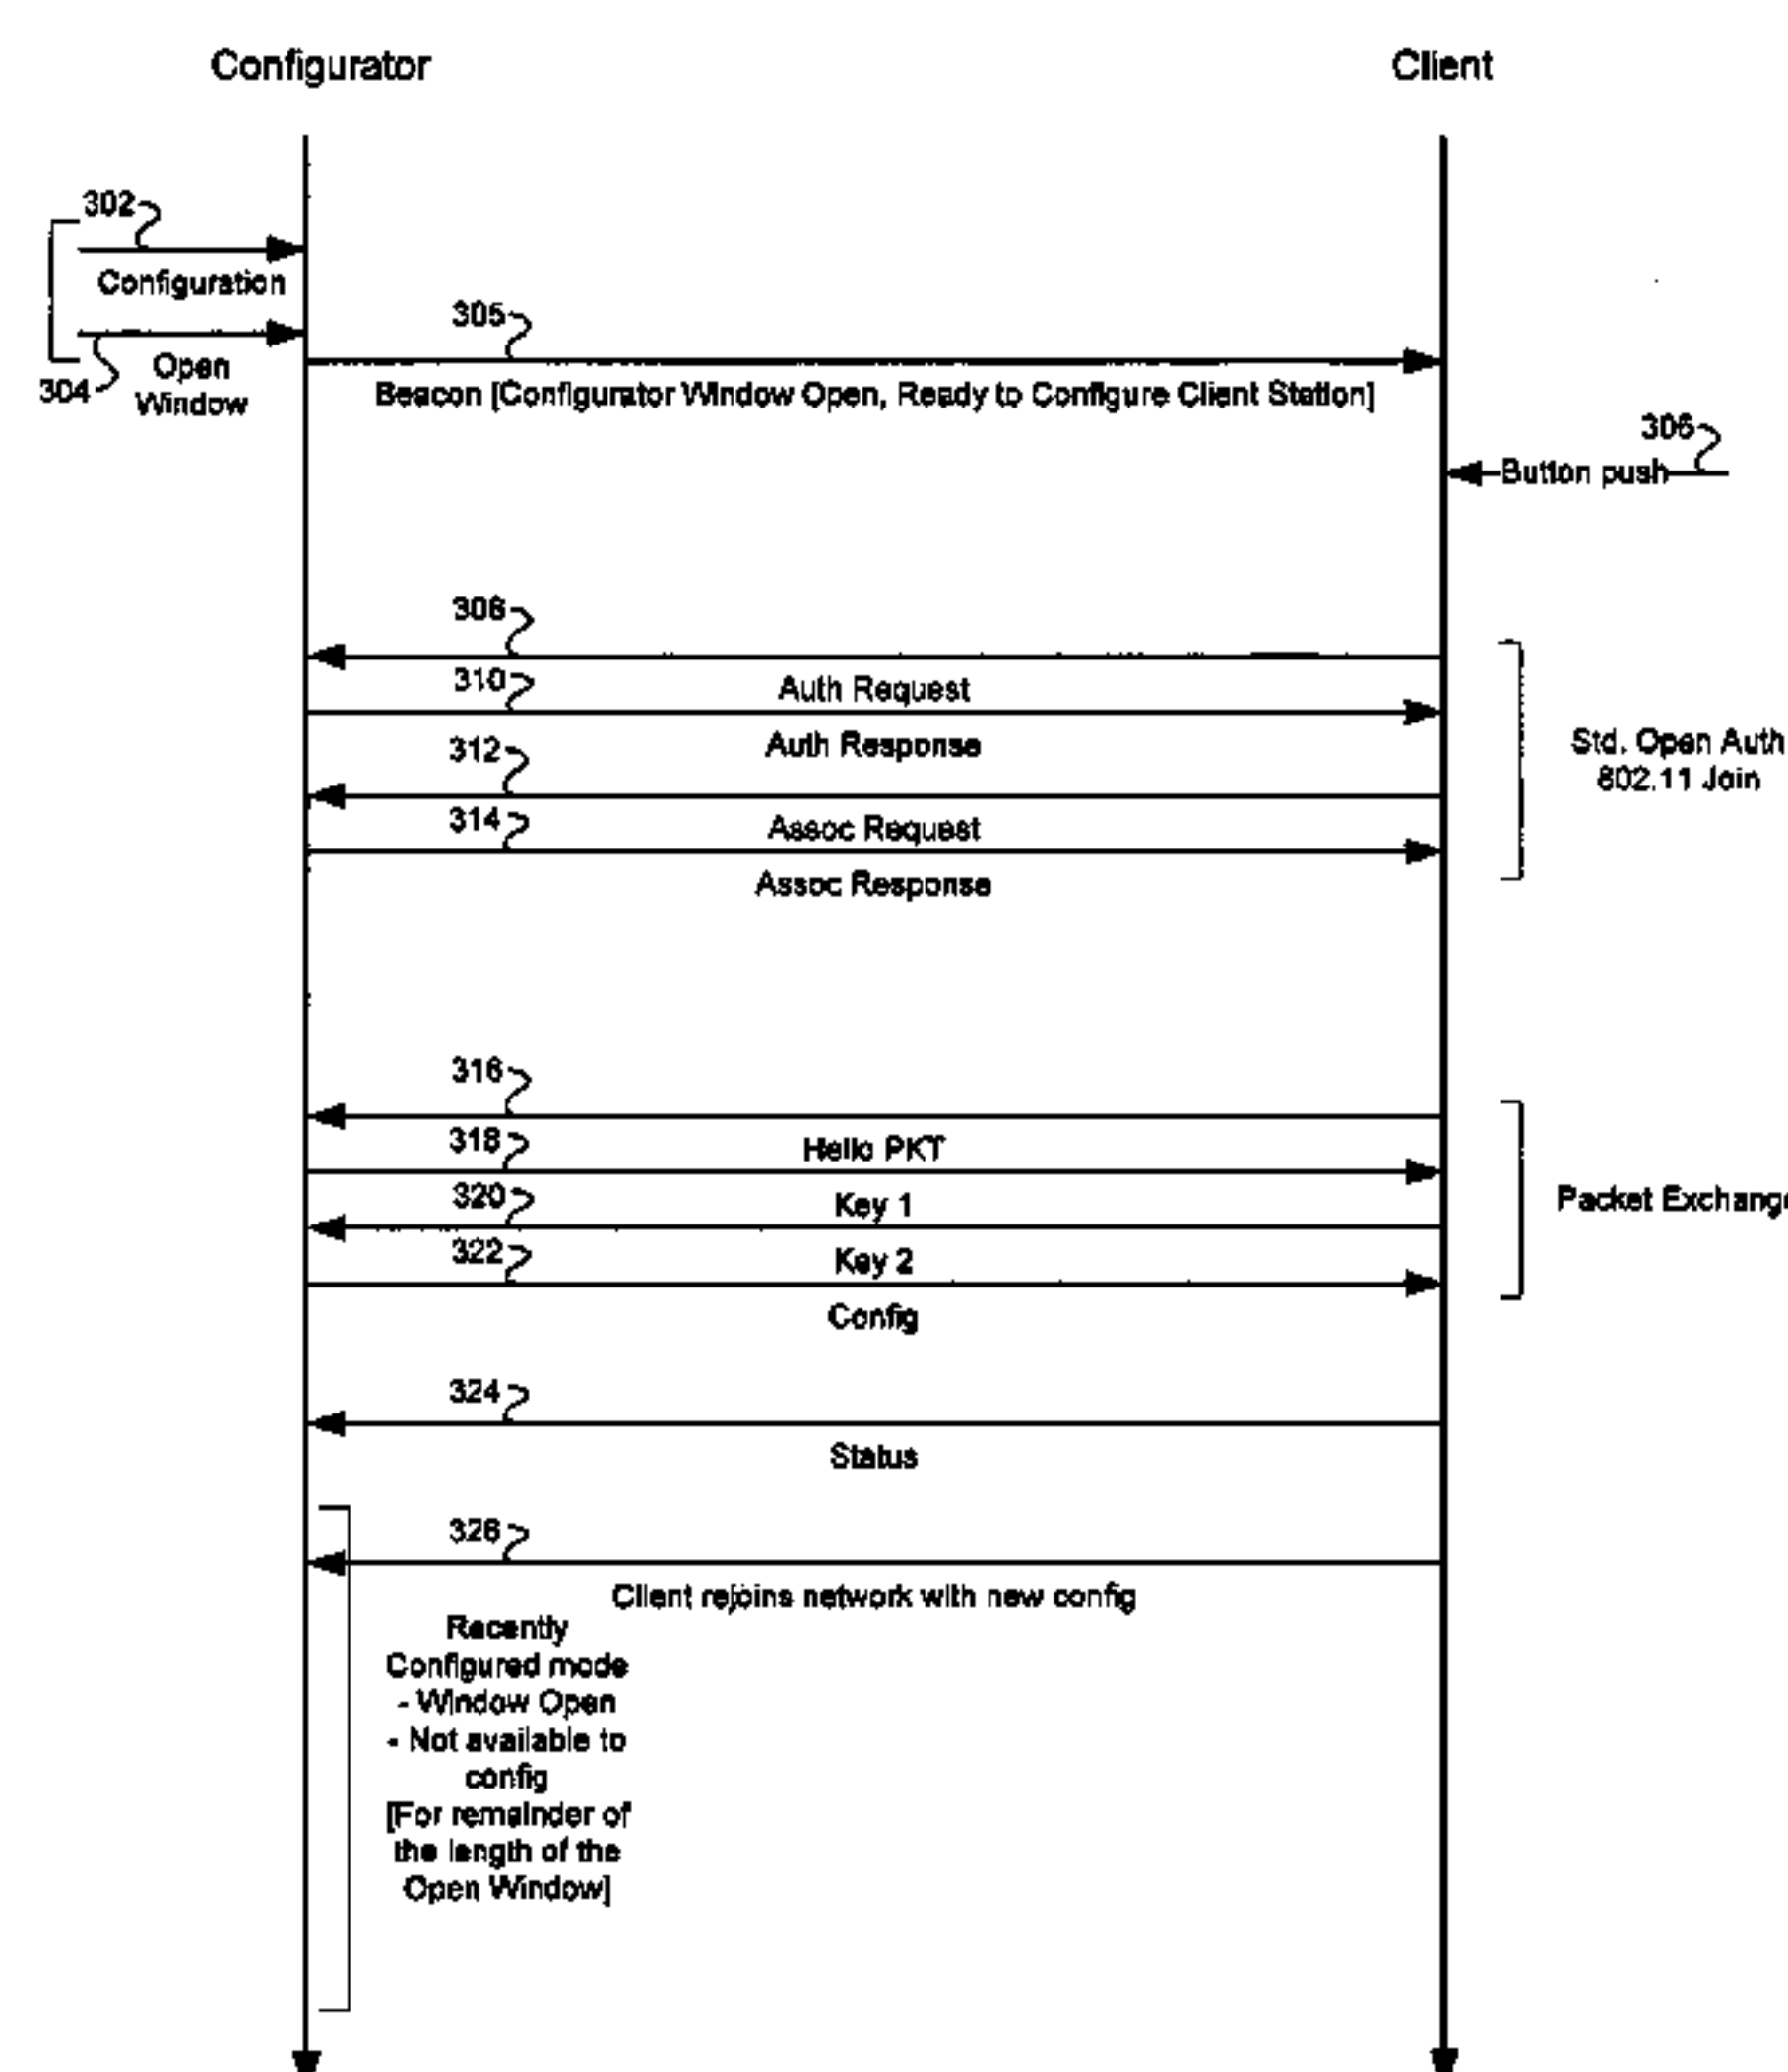 Configurator
Client
302
Configuration
304
Open
Window
305
Beacon [Configurator Window Open, Ready to Configure Client Station]
306
Button push
308
Auth Request
310
Auth Response
312
Assoc Request
314
Assoc Response
Std. Open Auth
802.11 Join
316
Hello PKT
318
Key 1
320
Key 2
322
Config
Packet Exchange
324
Status
326
Client rejoins network with new config
Recently
Configured mode
- Window Open
- Not available to
config
[For remainder of
the length of the
Open Window]